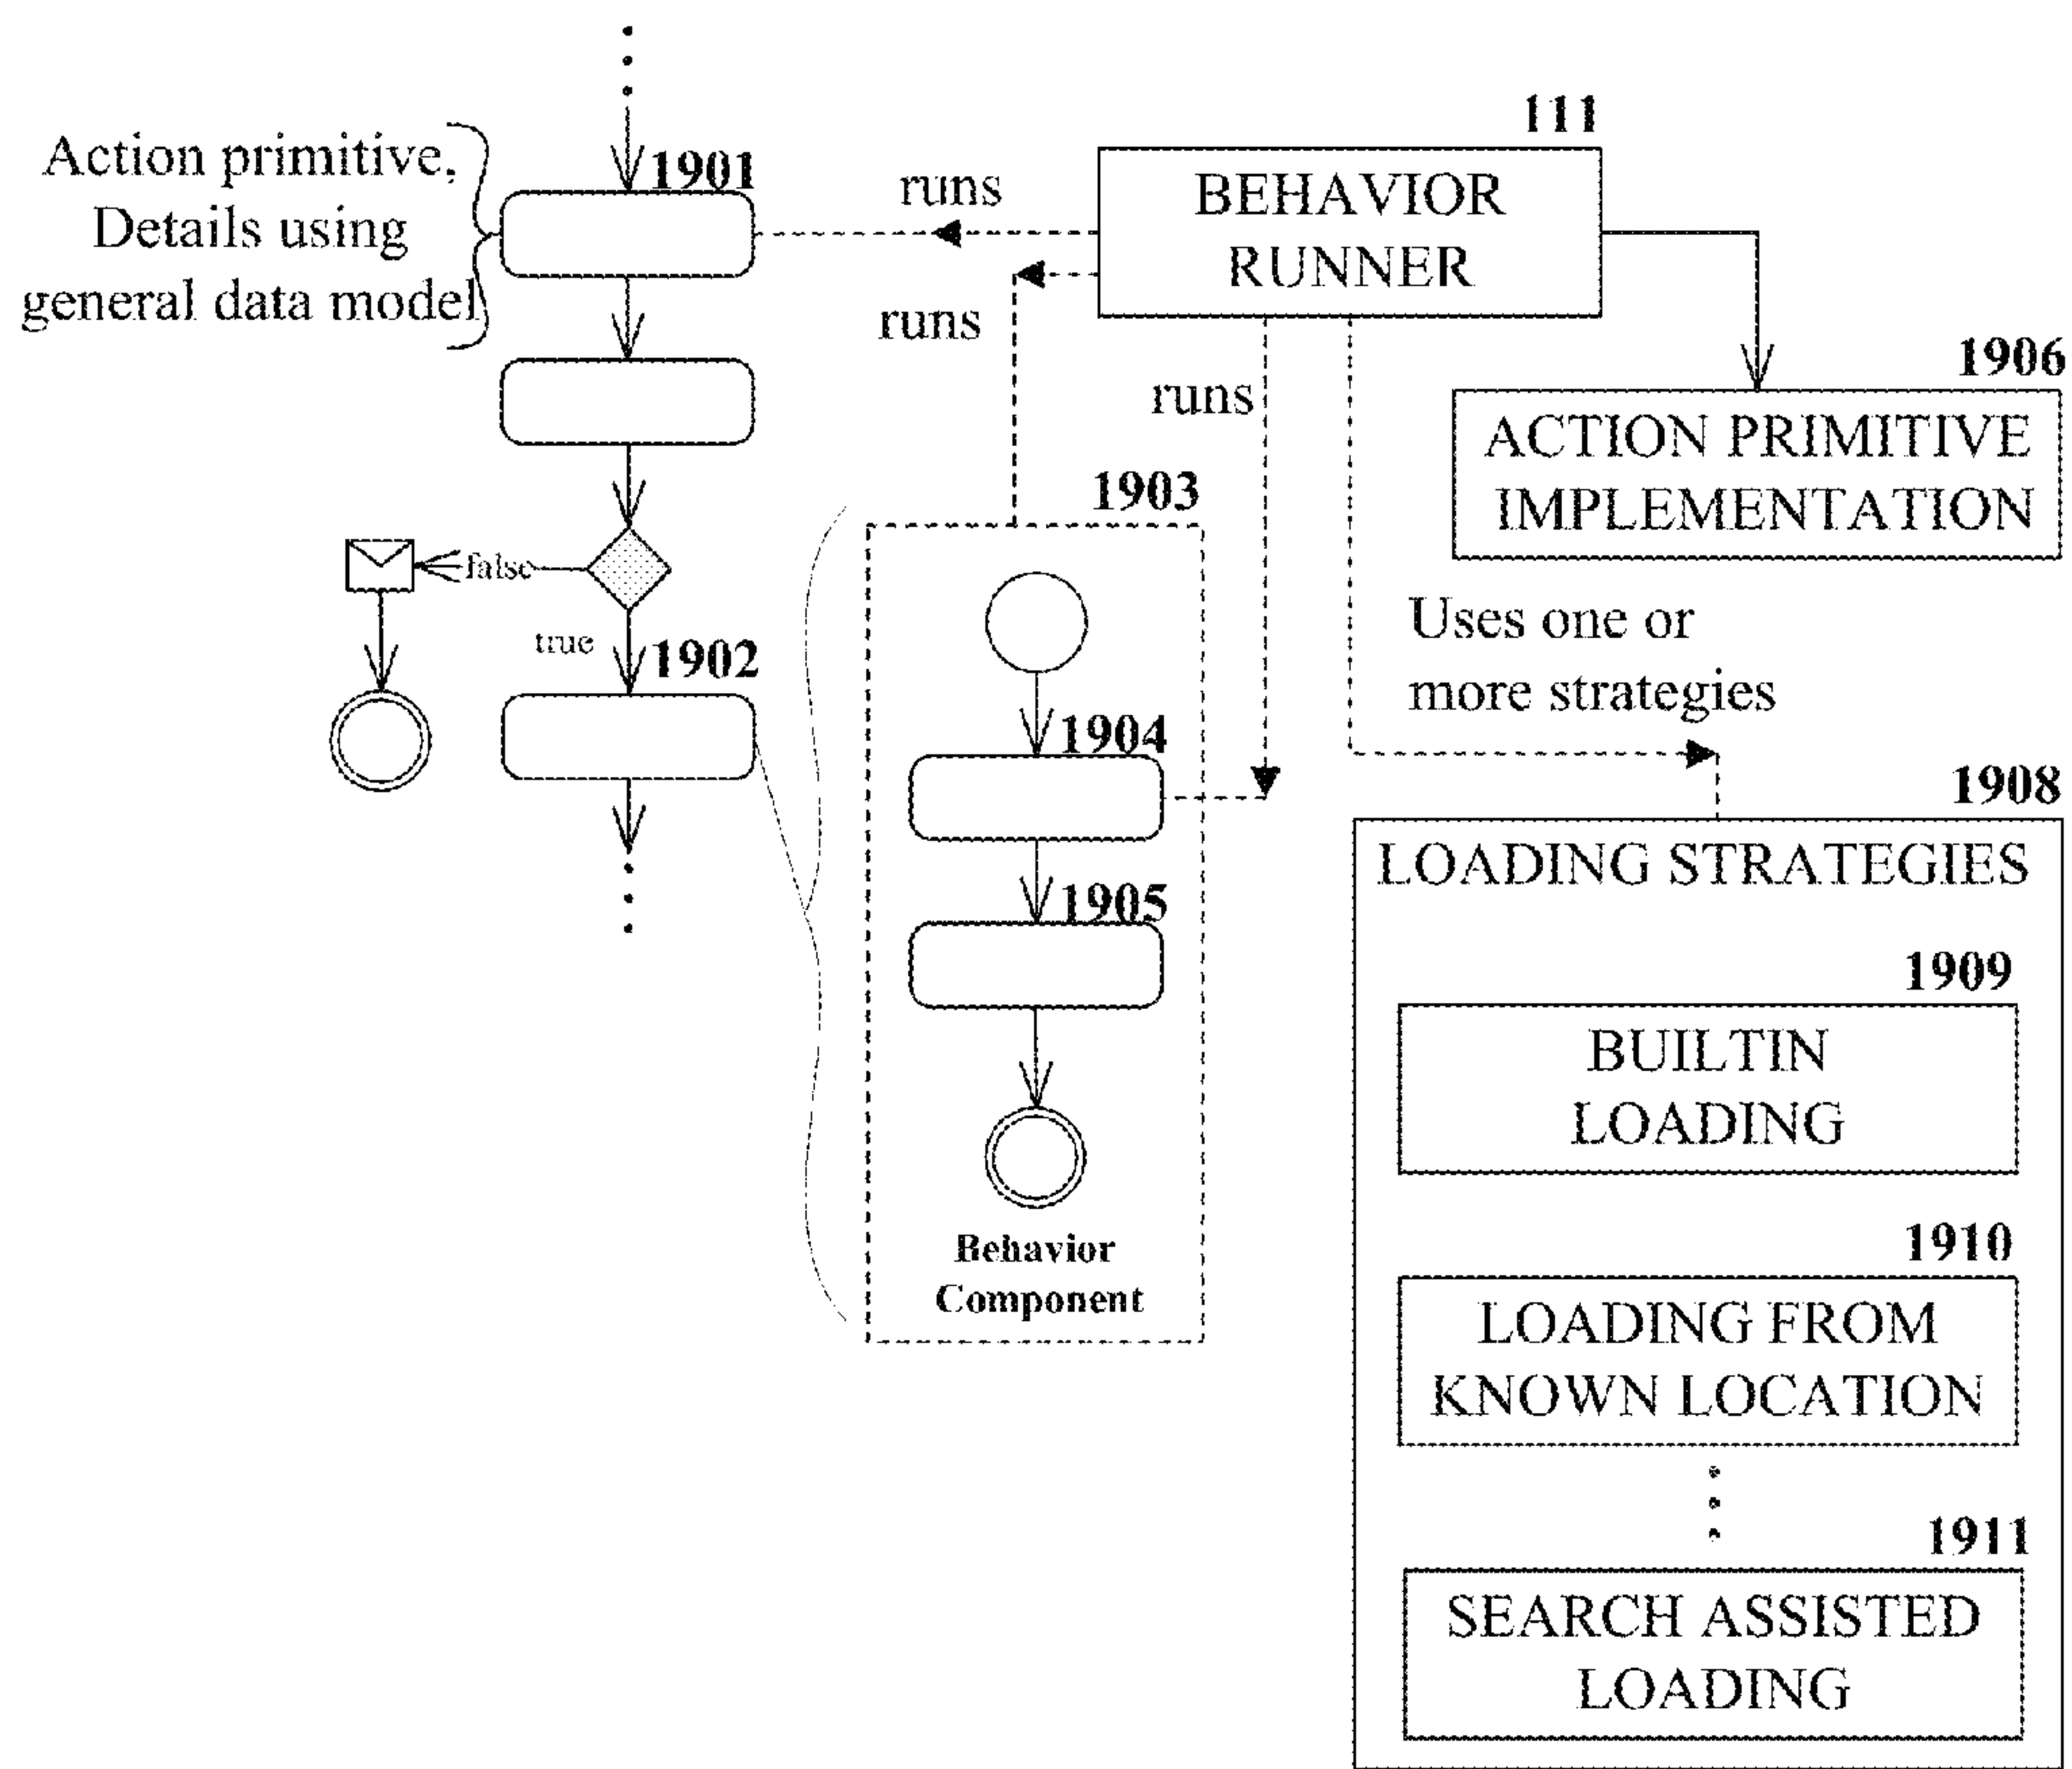 111
1901
Action primitive,
Details using
general data model
runs
BEHAVIOR
RUNNER
runs
runs
1906
ACTION PRIMITIVE
IMPLEMENTATION
1903
false
true
1902
Uses one or
more strategies
1904
1908
LOADING STRATEGIES
1905
1909
BUILTIN
LOADING
Behavior
Component
1910
LOADING FROM
KNOWN LOCATION
1911
SEARCH ASSISTED
LOADING